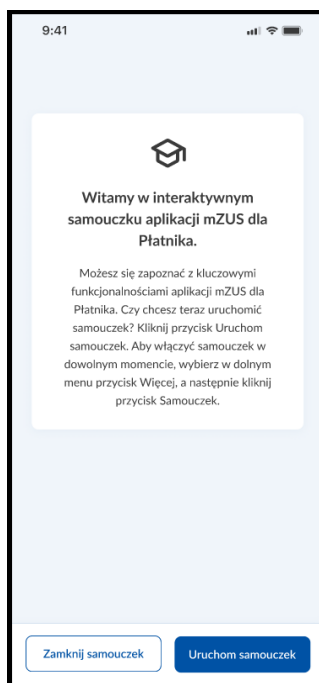 9:41
Witamy w interaktywnym
samouczku aplikacji mZUS dla
Płatnika.
Możesz się zapoznać z kluczowymi
funkcjonalnościami aplikacji mZUS dla
Płatnika. Czy chcesz teraz uruchomić
samouczek? Kliknij przycisk Uruchom
samouczek. Aby włączyć samouczek w
dowolnym momencie, wybierz w dolnym
menu przycisk Więcej, a następnie kliknij
przycisk Samouczek.
Zamknij samouczek
Uruchom samouczek